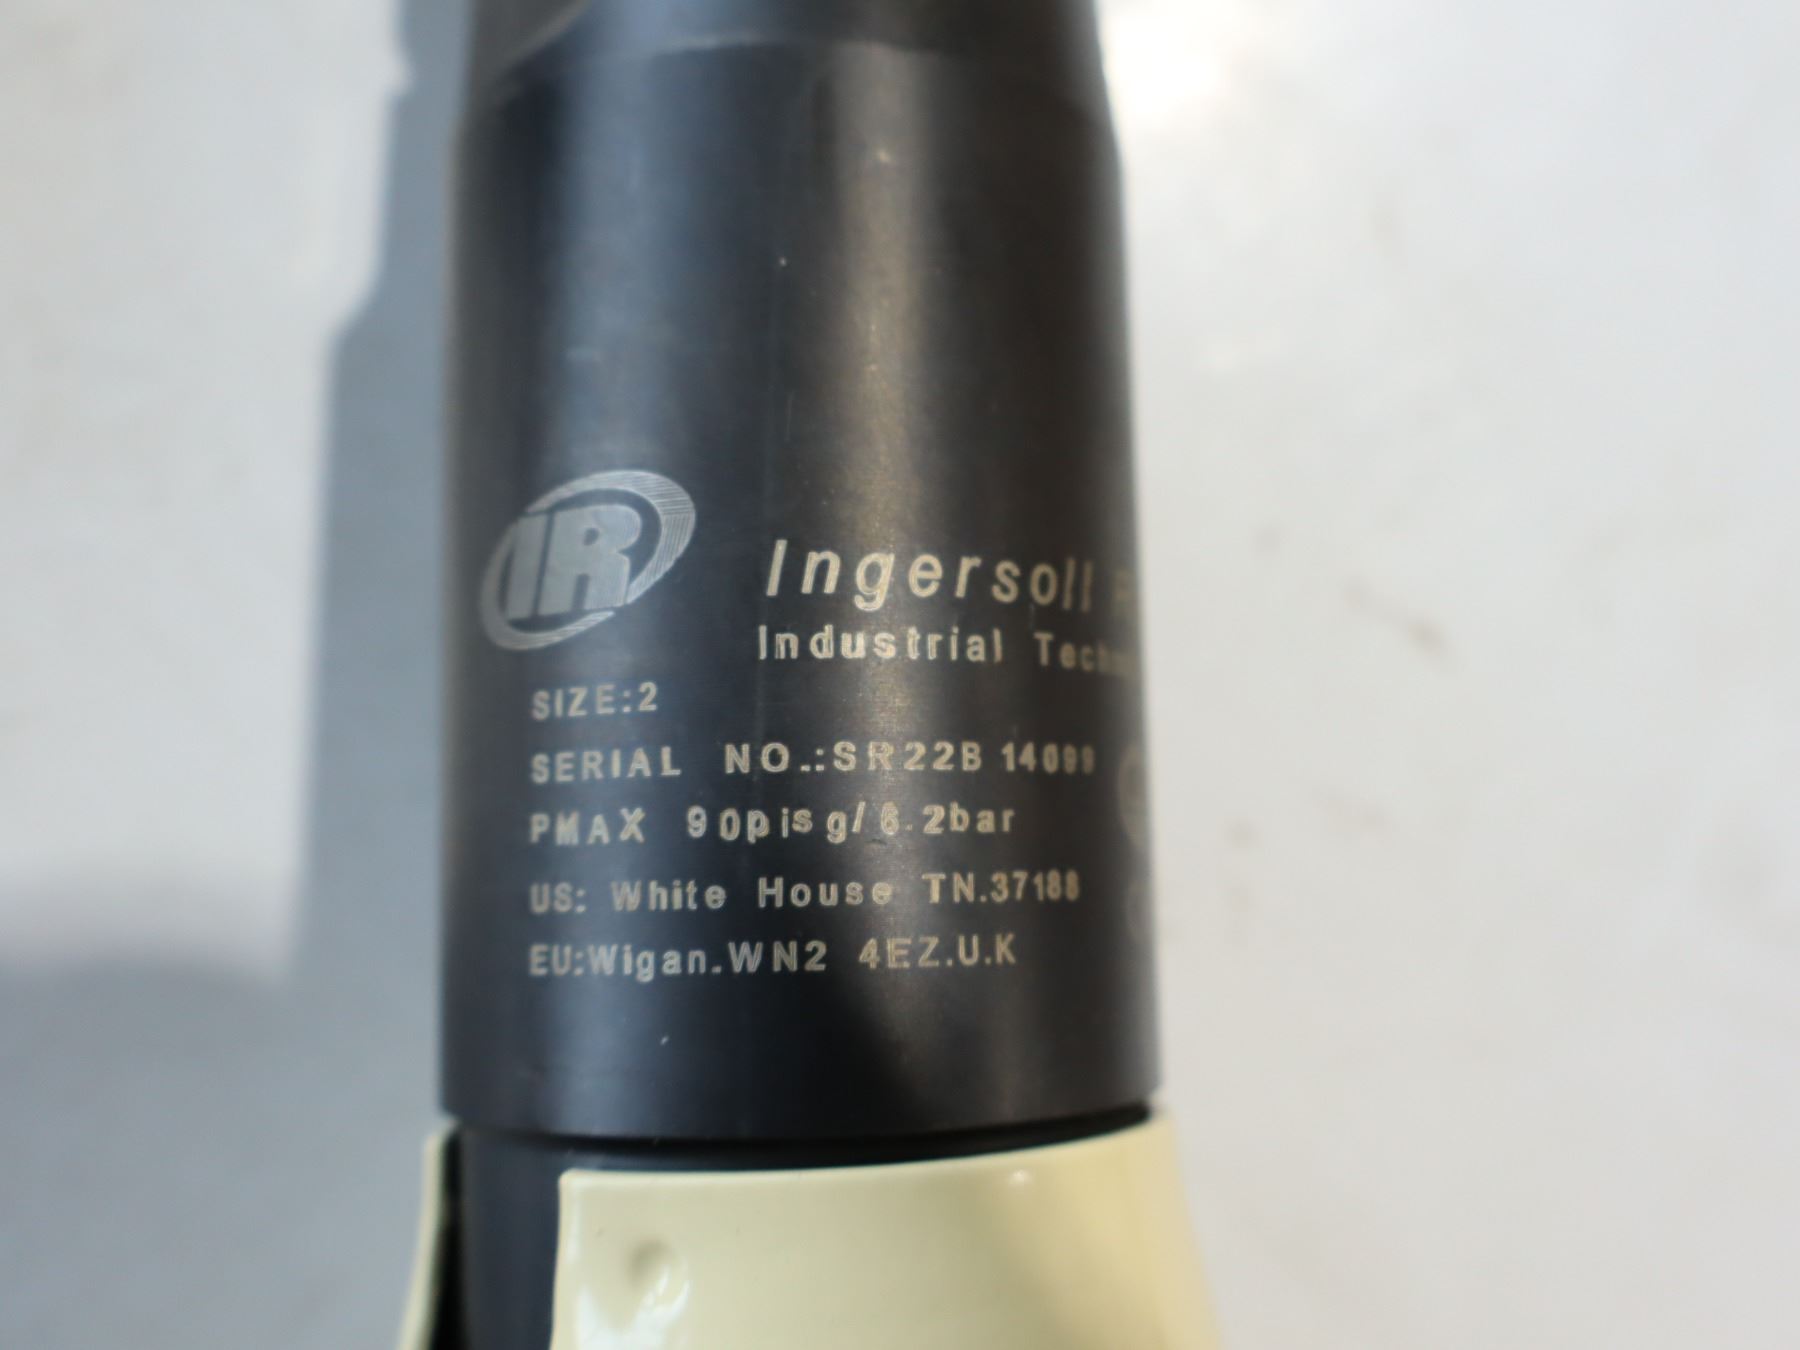 IR
Ingersoll
Industrial
SIZE:2
SERIAL NO.:SR22B 14099
PMAX 90pisg/6.2bar
US: White House TN.37188
EU:Wigan.WN2 4EZ.U.K